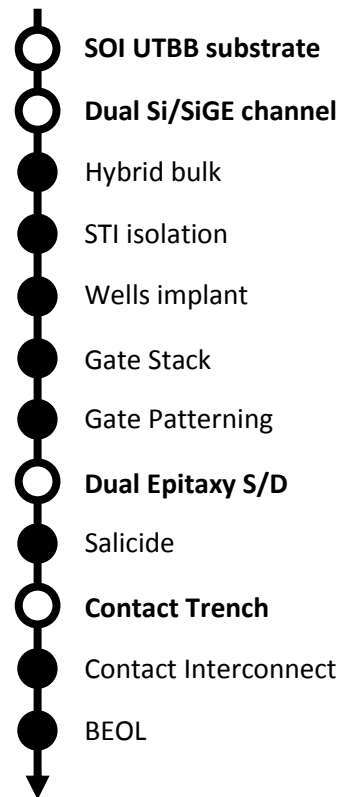 SOI UTBB substrate
Dual Si/SiGE channel
Hybrid bulk
STI isolation
Wells implant
Gate Stack
Gate Patterning
Dual Epitaxy S/D
Salicide
Contact Trench
Contact Interconnect
BEOL